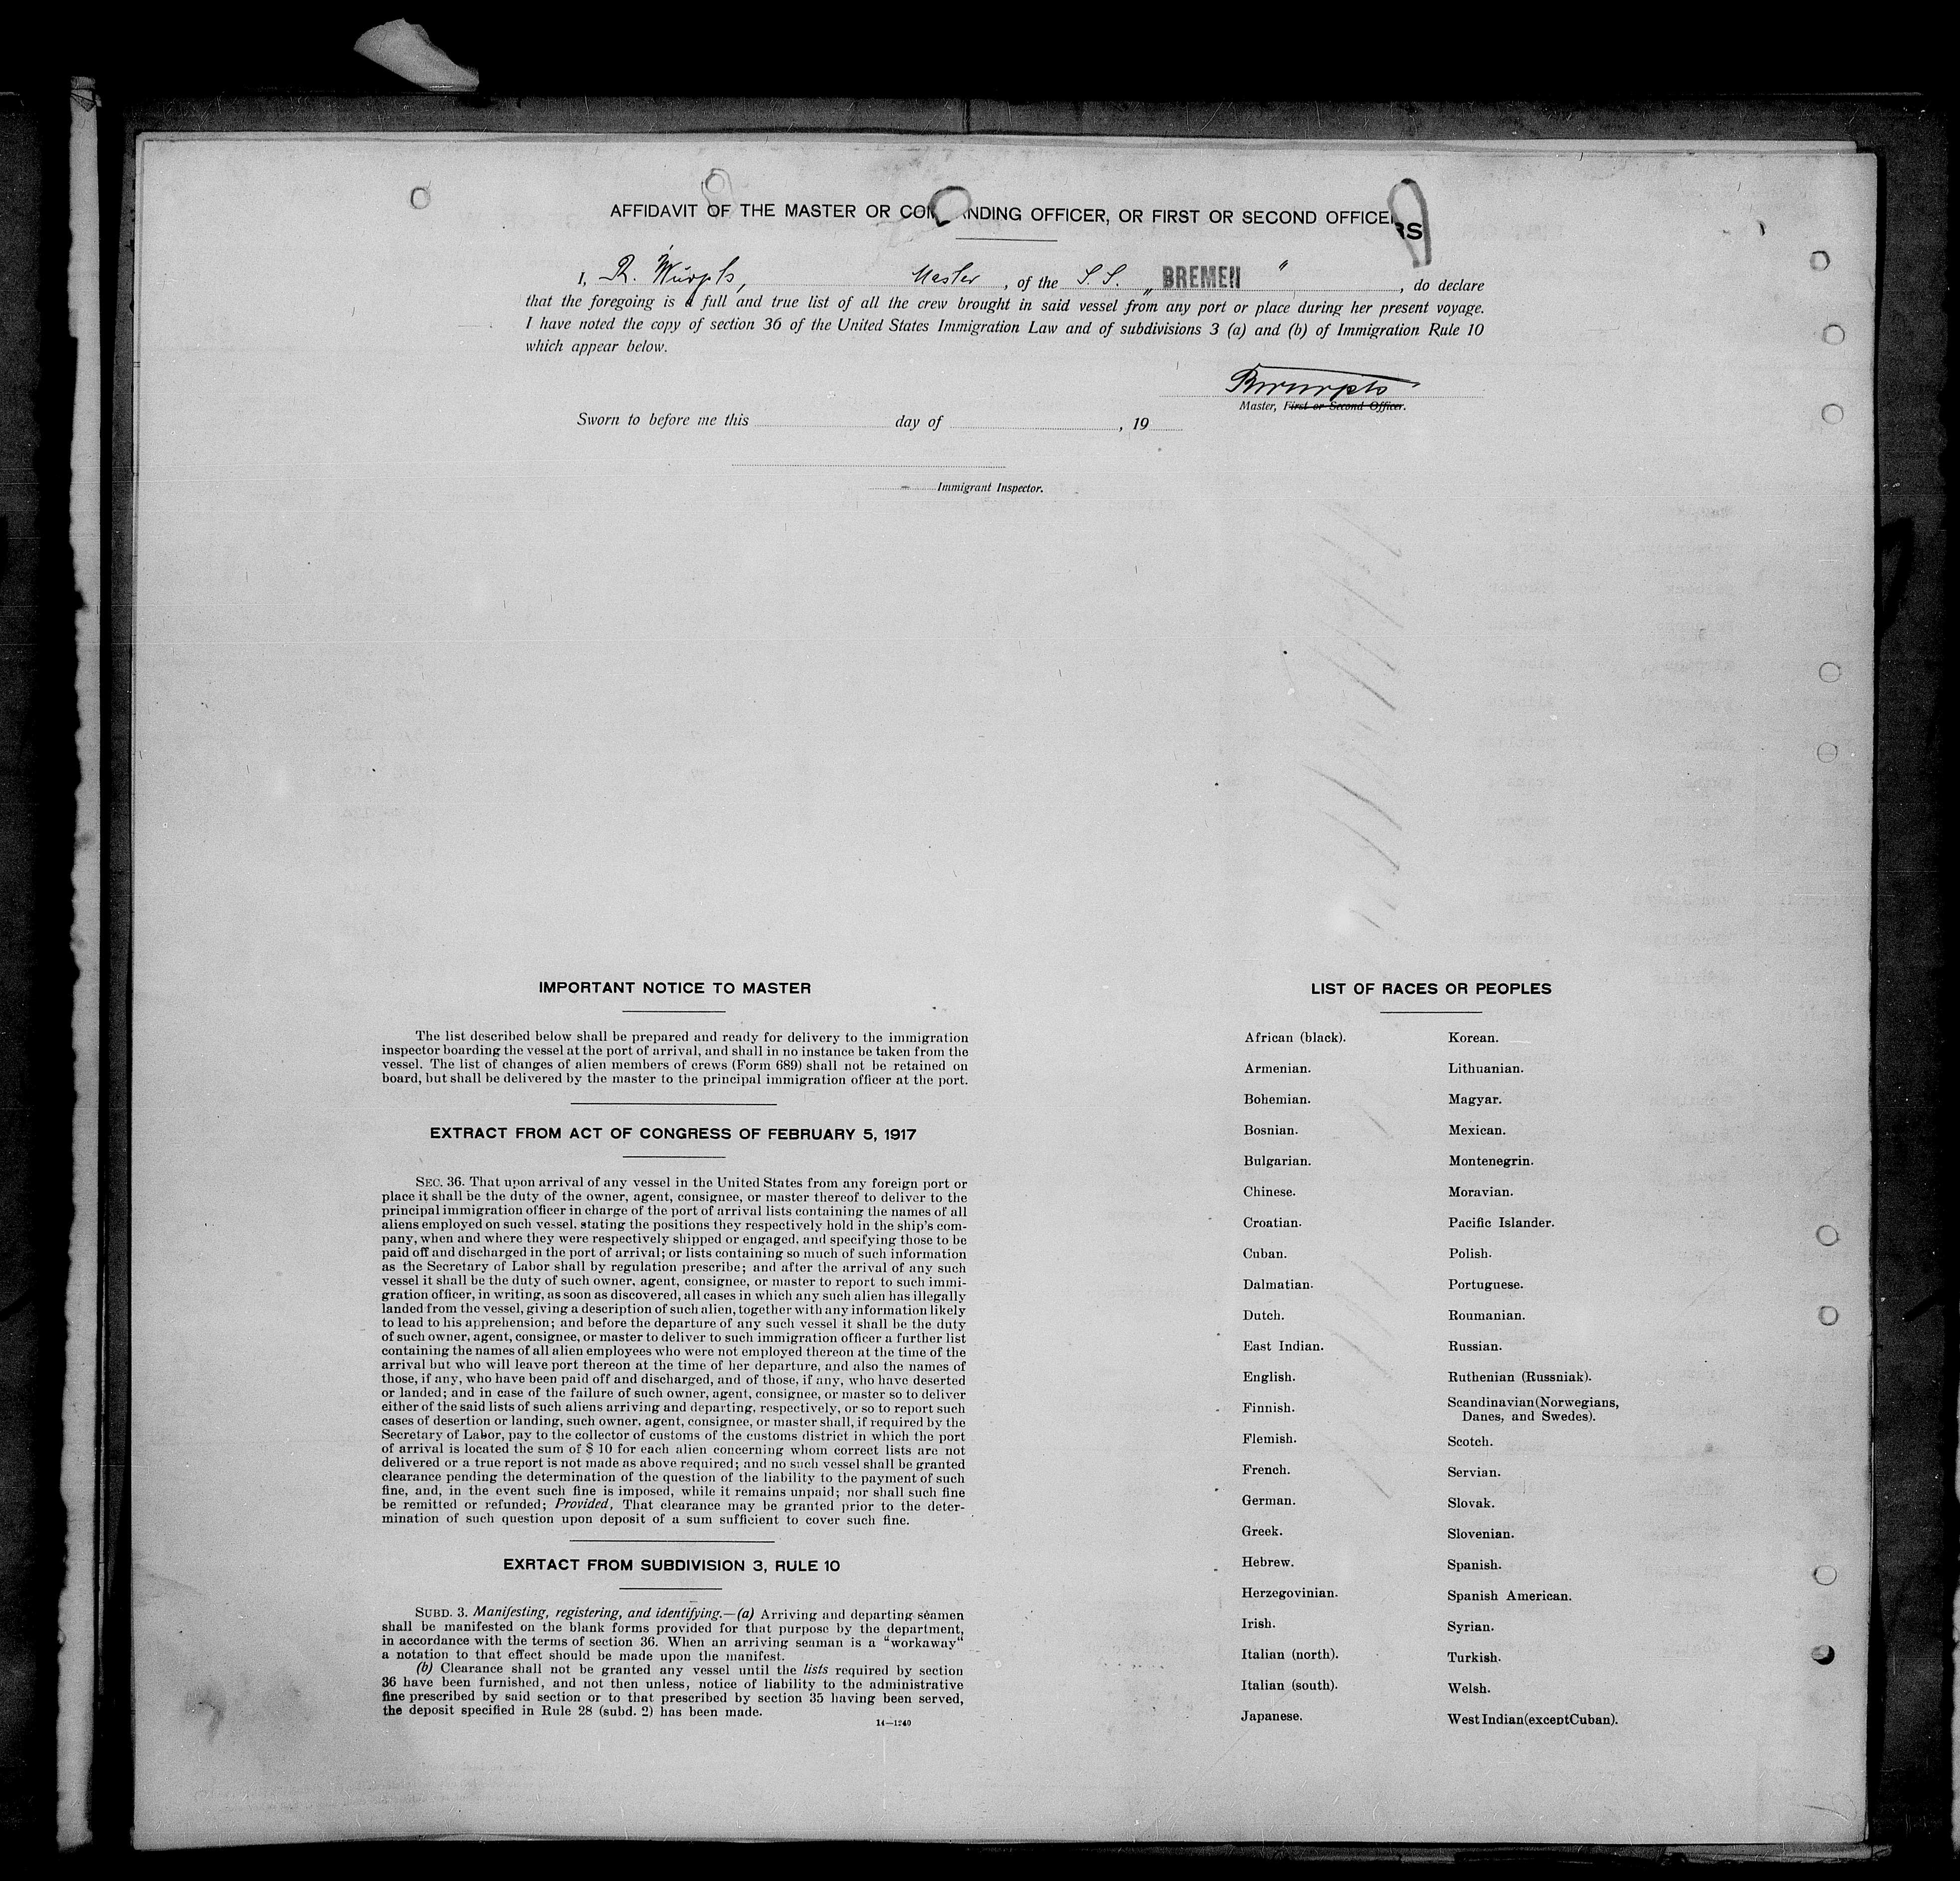 AFFIDAVIT OF THE MASTER OR COM NDING OFFICER, OR FIRST OR SECOND OFFICERS
I, R. Würpts, Master, of the S.S. „BREMEN", do declare
that the foregoing is a full and true list of all the crew brought in said vessel from any port or place during her present voyage.
I have noted the copy of section 36 of the United States Immigration Law and of subdivisions 3 (a) and (b) of Immigration Rule 10
which appear below.
Master, First or Second Officer.
Sworn to before me this day of , 19
Immigrant Inspector.
IMPORTANT NOTICE TO MASTER
The list described below shall be prepared and ready for delivery to the immigration
inspector boarding the vessel at the port of arrival, and shall in no instance be taken from the
vessel. The list of changes of alien members of crews (Form 689) shall not be retained on
board, but shall be delivered by the master to the principal immigration officer at the port.
EXTRACT FROM ACT OF CONGRESS OF FEBRUARY 5, 1917
SEC. 36. That upon arrival of any vessel in the United States from any foreign port or
place it shall be the duty of the owner, agent, consignee, or master thereof to deliver to the
principal immigration officer in charge of the port of arrival lists containing the names of all
aliens employed on such vessel, stating the positions they respectively hold in the ship's com-
pany, when and where they were respectively shipped or engaged, and specifying those to be
paid off and discharged in the port of arrival; or lists containing so much of such information
as the Secretary of Labor shall by regulation prescribe; and after the arrival of any such
vessel it shall be the duty of such owner, agent, consignee, or master to report to such immi-
gration officer, in writing, as soon as discovered, all cases in which any such alien has illegally
landed from the vessel, giving a description of such alien, together with any information likely
to lead to his apprehension; and before the departure of any such vessel it shall be the duty
of such owner, agent, consignee, or master to deliver to such immigration officer a further list
containing the names of all alien employees who were not employed thereon at the time of the
arrival but who will leave port thereon at the time of her departure, and also the names of
those, if any, who have been paid off and discharged, and of those, if any, who have deserted
or landed; and in case of the failure of such owner, agent, consignee, or master so to deliver
either of the said lists of such aliens arriving and departing, respectively, or so to report such
cases of desertion or landing, such owner, agent, consignee, or master shall, if required by the
Secretary of Labor, pay to the collector of customs of the customs district in which the port
of arrival is located the sum of $ 10 for each alien concerning whom correct lists are not
delivered or a true report is not made as above required; and no such vessel shall be granted
clearance pending the determination of the question of the liability to the payment of such
fine, and, in the event such fine is imposed, while it remains unpaid; nor shall such fine
be remitted or refunded; Provided, That clearance may be granted prior to the deter-
mination of such question upon deposit of a sum sufficient to cover such fine.
EXRTACT FROM SUBDIVISION 3, RULE 10
SUBD. 3. Manifesting, registering, and identifying.—(a) Arriving and departing seamen
shall be manifested on the blank forms provided for that purpose by the department,
in accordance with the terms of section 36. When an arriving seaman is a “workaway“
a notation to that effect should be made upon the manifest.
(b) Clearance shall not be granted any vessel until the lists required by section
36 have been furnished, and not then unless, notice of liability to the administrative
fine prescribed by said section or to that prescribed by section 35 having been served,
the deposit specified in Rule 28 (subd. 2) has been made.
14—1240
LIST OF RACES OR PEOPLES
African (black).
Armenian.
Bohemian.
Bosnian.
Bulgarian.
Chinese.
Croatian.
Cuban.
Dalmatian.
Dutch.
East Indian.
English.
Finnish.
Flemish.
French.
German.
Greek.
Hebrew.
Herzegovinian.
Irish.
Italian (north).
Italian (south).
Japanese.
Korean.
Lithuanian.
Magyar.
Mexican.
Montenegrin.
Moravian.
Pacific Islander.
Polish.
Portuguese.
Roumanian.
Russian.
Ruthenian (Russniak).
Scandinavian (Norwegians,
Danes, and Swedes).
Scotch.
Servian.
Slovak.
Slovenian.
Spanish.
Spanish American.
Syrian.
Turkish.
Welsh.
West Indian (except Cuban).